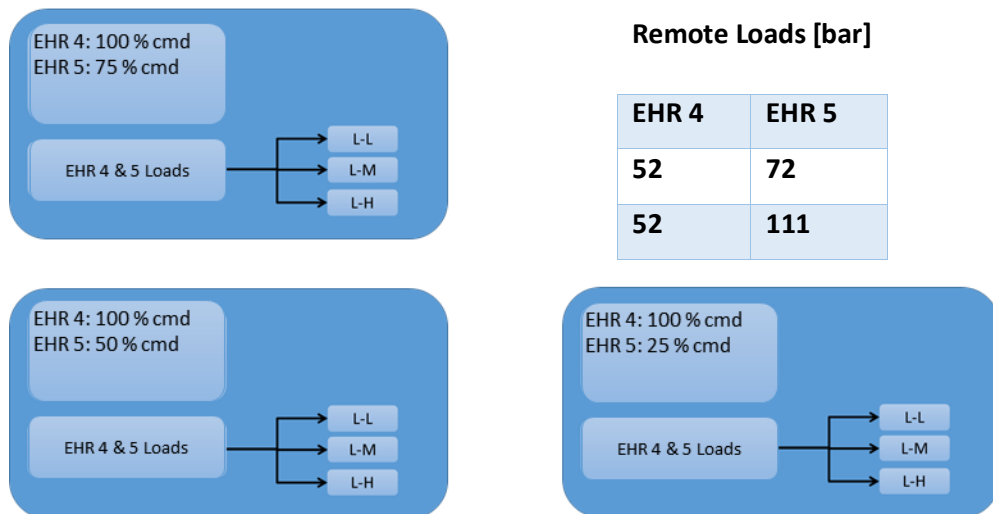 EHR 4: 100 % cmd
EHR 5: 75 % cmd
EHR 4 & 5 Loads
L-L
L-M
L-H
Remote Loads [bar]
EHR 4 EHR 5
52 72
52 111
EHR 4: 100 % cmd
EHR 5: 50 % cmd
EHR 4 & 5 Loads
L-L
L-M
L-H
EHR 4: 100 % cmd
EHR 5: 25 % cmd
EHR 4 & 5 Loads
L-L
L-M
L-H